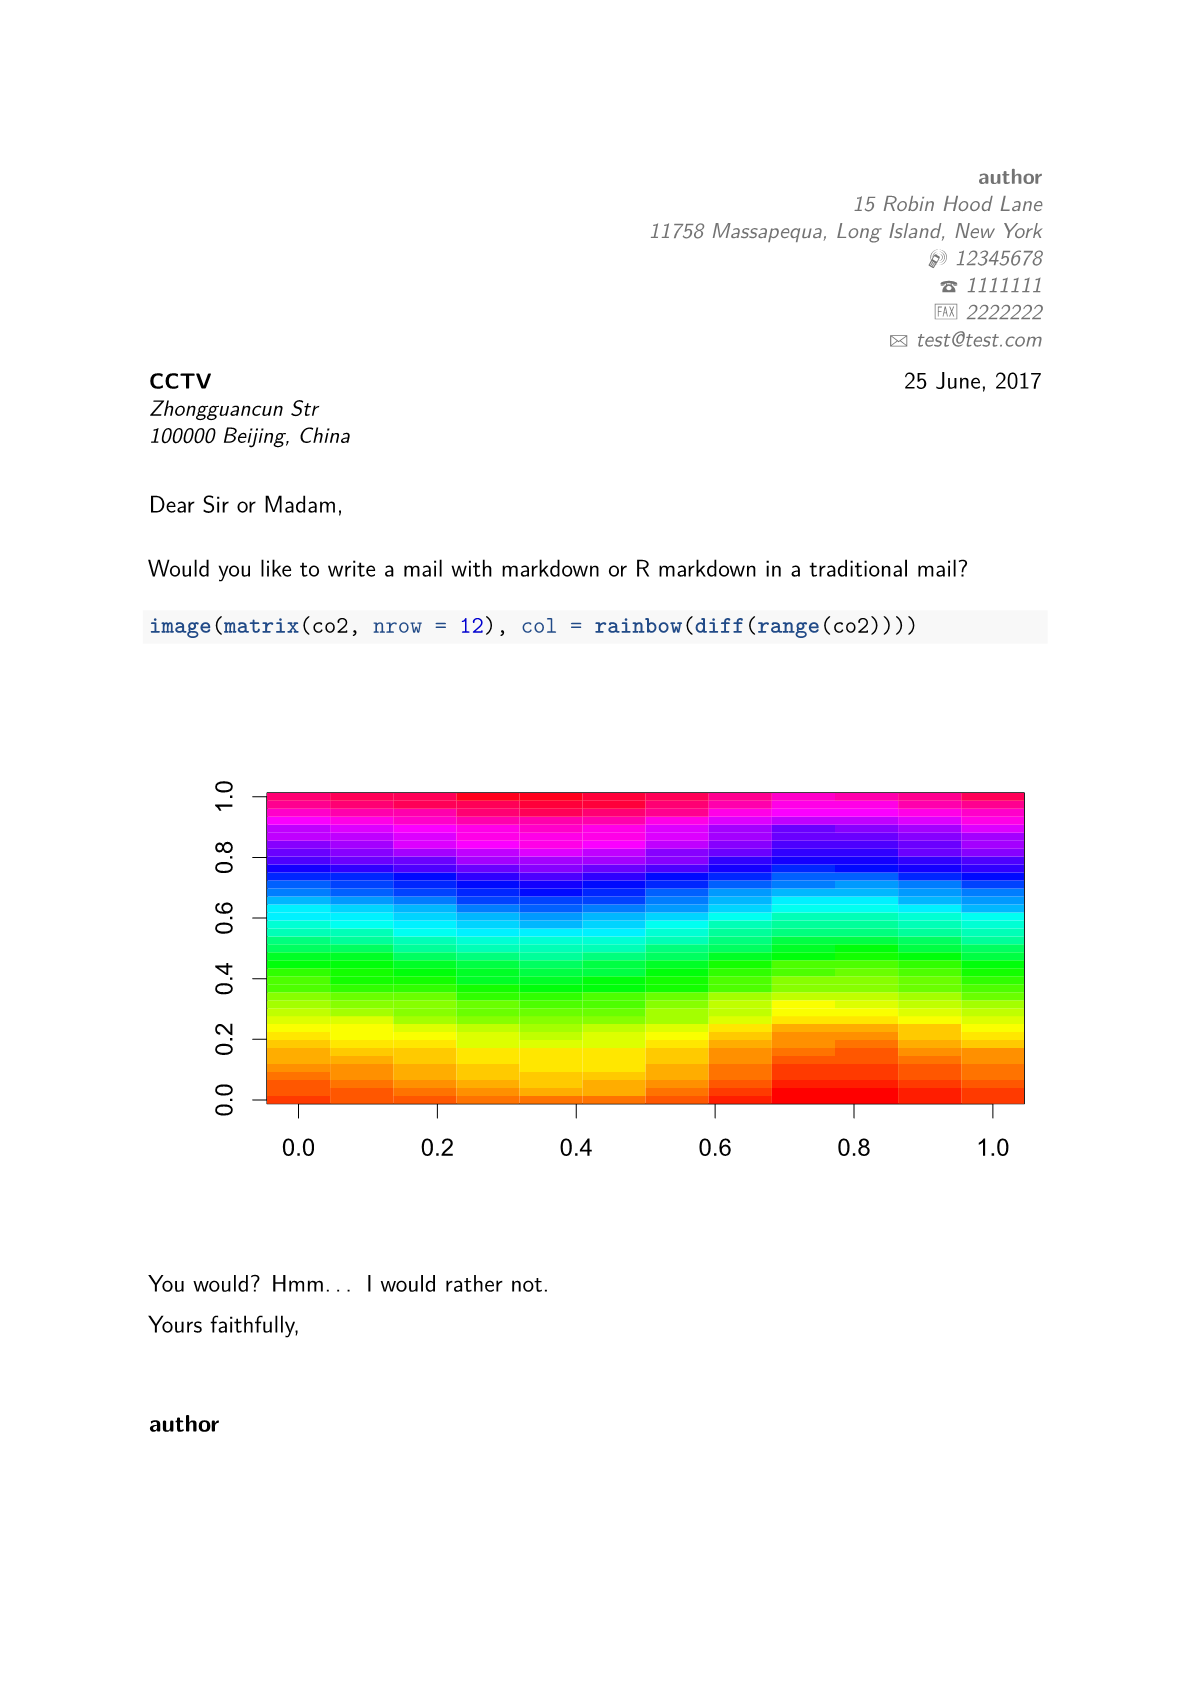 author
15 Robin Hood Lane
11758 Massapequa, Long Island, New York
12345678
1111111
FAX 2222222
test@test.com
CCTV
25 June, 2017
Zhongguancun Str
100000 Beijing, China
Dear Sir or Madam,
Would you like to write a mail with markdown or R markdown in a traditional mail?
image(matrix(co2, nrow = 12), col = rainbow(diff(range(co2))))
1.0
0.8
0.6
0.4
0.2
0.0
0.0 0.2 0.4 0.6 0.8 1.0
You would? Hmm... I would rather not.
Yours faithfully,
author